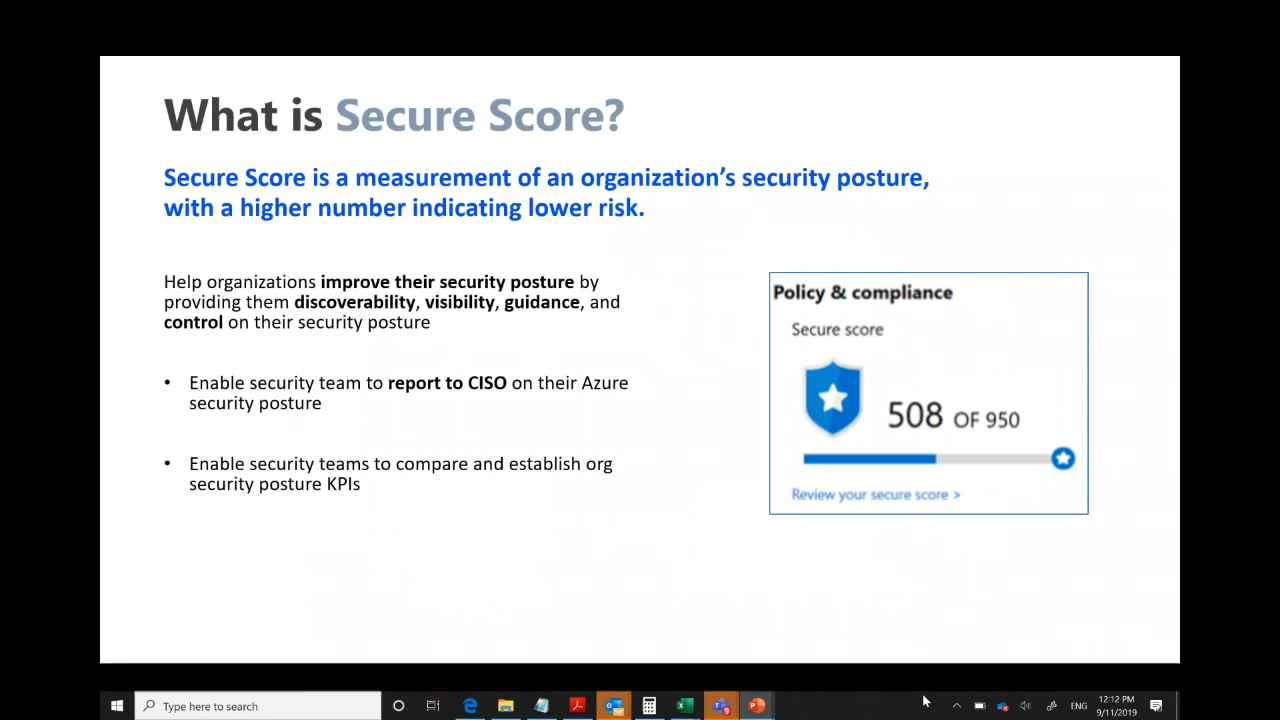 What is Secure Score?
Secure Score is a measurement of an organization’s security posture,
with a higher number indicating lower risk.
Help organizations improve their security posture by
providing them discoverability, visibility, guidance, and
control on their security posture
• Enable security team to report to CISO on their Azure
security posture
• Enable security teams to compare and establish org
security posture KPIs
Policy & compliance
Secure score
508 OF 950
Review your secure score >
Type here to search
9
ENG
12:12 PM
9/11/2019